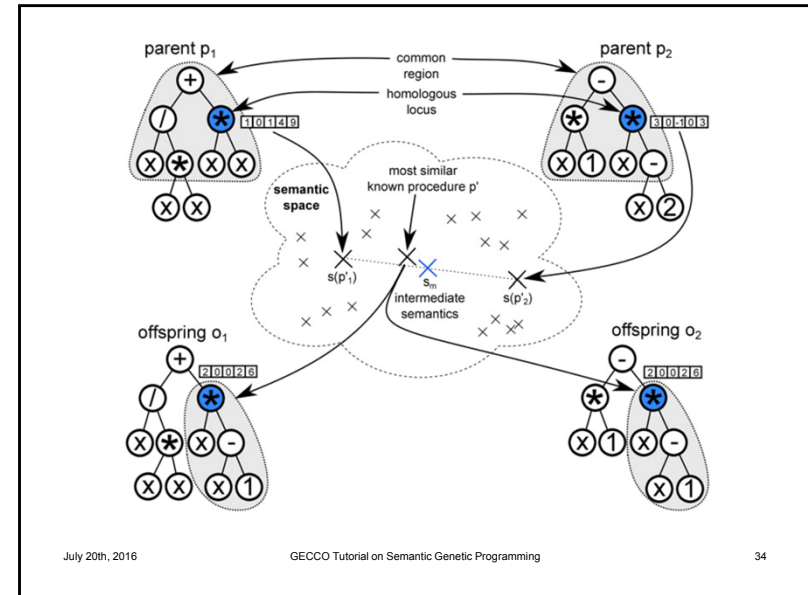 parent p1
common
region
homologous
locus
parent p2
+
/
*
1 0 1 4 9
x
*
x
x
x
x
-
*
*
3 0 -1 0 3
x
1
x
-
x
2
semantic
space
most similar
known procedure p'
s(p'1)
sm
intermediate
semantics
s(p'2)
offspring o1
+
2 0 0 2 6
/
*
x
*
x
-
x
x
x
1
offspring o2
-
2 0 0 2 6
*
*
x
1
x
-
x
1
July 20th, 2016
GECCO Tutorial on Semantic Genetic Programming
34